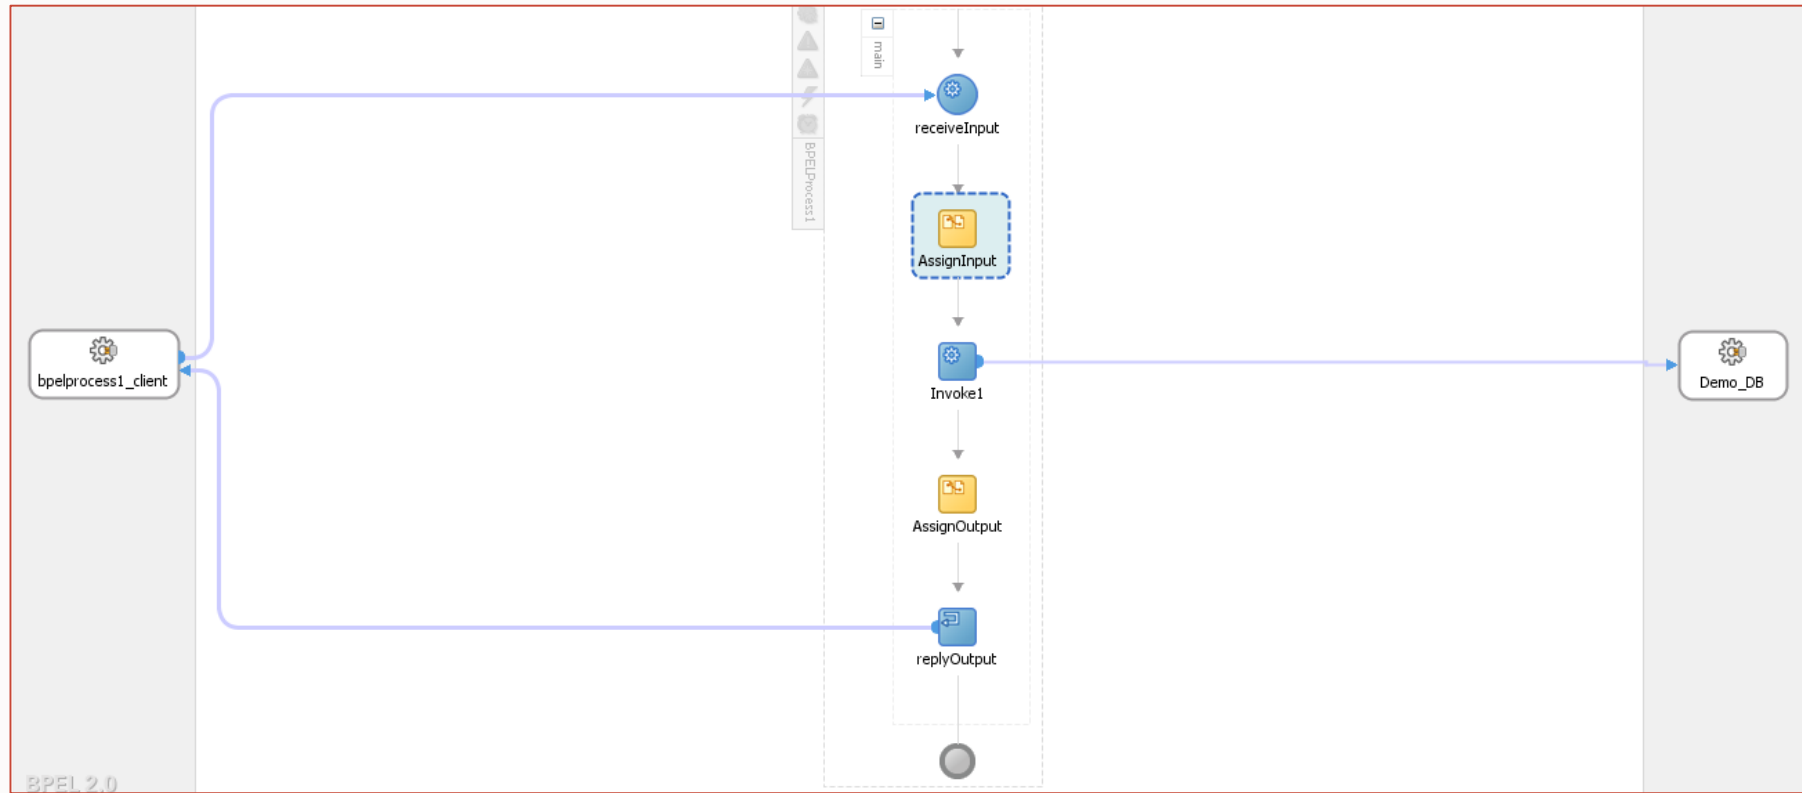 main
receiveInput
BPELProcess1
AssignInput
bpelprocess1_client
Invoke1
Demo_DB
AssignOutput
replyOutput
BPEL 2.0